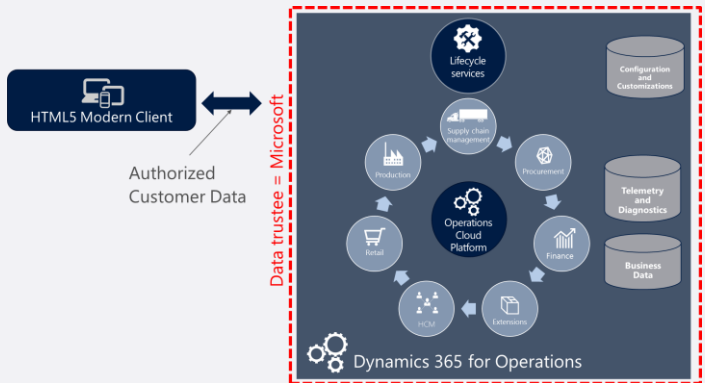 HTML5 Modern Client
Authorized
Customer Data
Data trustee = Microsoft
Lifecycle
services
Supply chain
management
Procurement
Finance
Extensions
HCM
Retail
Production
Operations
Cloud
Platform
Configuration
and
Customizations
Telemetry
and
Diagnostics
Business
Data
Dynamics 365 for Operations